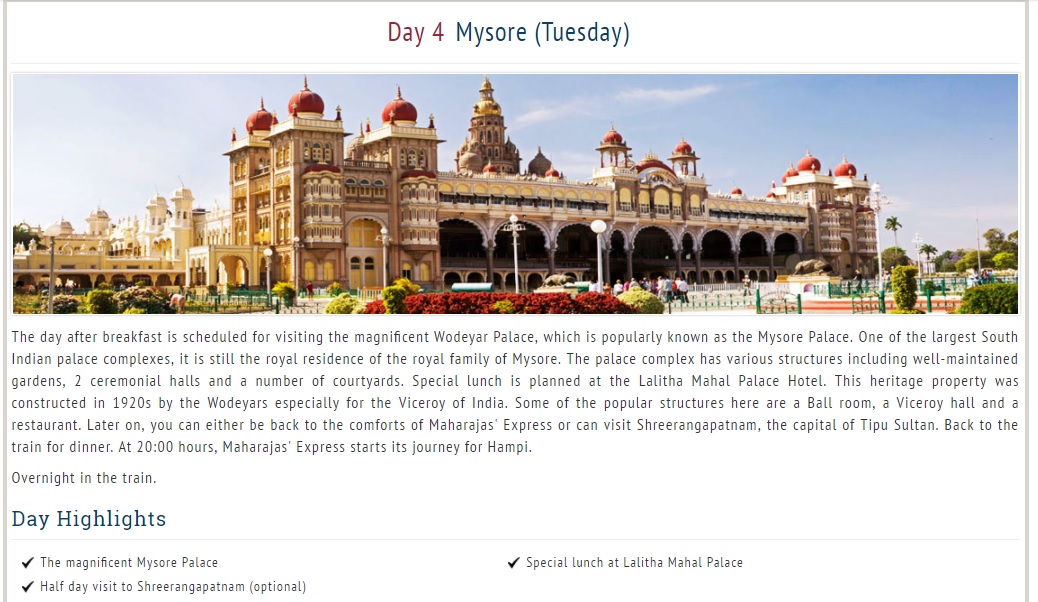 Day 4 Mysore (Tuesday)
The day after breakfast is scheduled for visiting the magnificent Wodeyar Palace, which is popularly known as the Mysore Palace. One of the largest South
Indian palace complexes, it is still the royal residence of the royal family of Mysore. The palace complex has various structures including well-maintained
gardens, 2 ceremonial halls and a number of courtyards. Special lunch is planned at the Lalitha Mahal Palace Hotel. This heritage property was
constructed in 1920s by the Wodeyars especially for the Viceroy of India. Some of the popular structures here are a Ball room, a Viceroy hall and a
restaurant. Later on, you can either be back to the comforts of Maharajas' Express or can visit Shreerangapatnam, the capital of Tipu Sultan. Back to the
train for dinner. At 20:00 hours, Maharajas' Express starts its journey for Hampi.
Overnight in the train.
Day Highlights
The magnificent Mysore Palace
Special lunch at Lalitha Mahal Palace
Half day visit to Shreerangapatnam (optional)